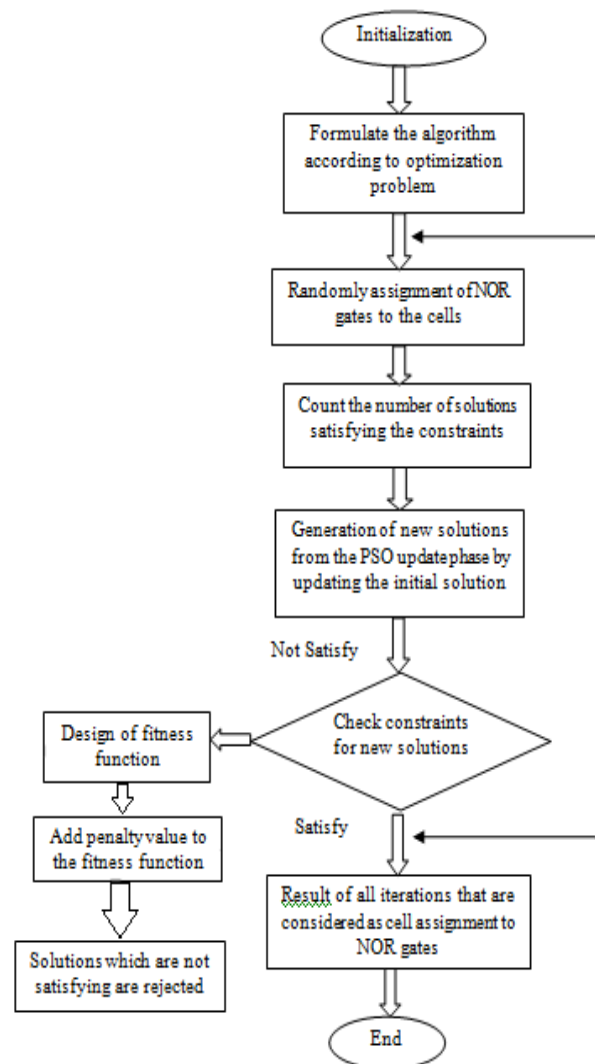 Initialization
Formulate the algorithm
according to optimization
problem
Randomly assignment of NOR
gates to the cells
Count the number of solutions
satisfying the constraints
Generation of new solutions
from the PSO update phase by
updating the initial solution
Not Satisfy
Check constraints
for new solutions
Design of fitness
function
Add penalty value to
the fitness function
Solutions which are not
satisfying are rejected
Satisfy
Result of all iterations that are
considered as cell assignment to
NOR gates
End